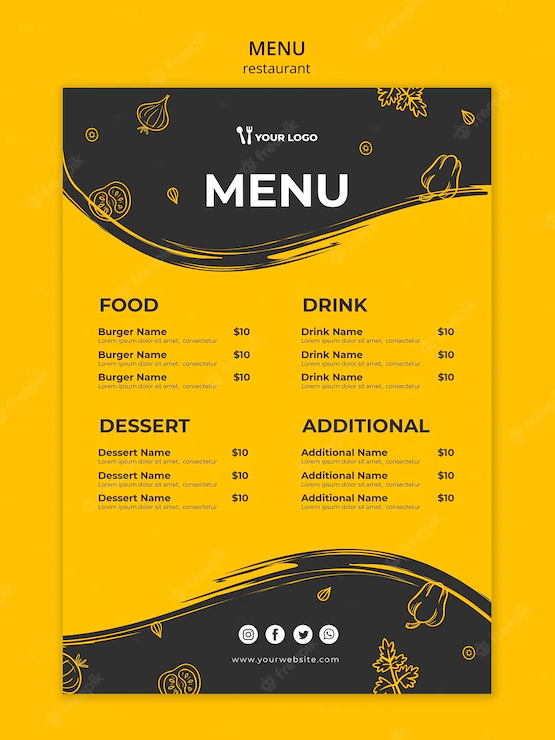 MENU
restaurant
YOUR LOGO
MENU
FOOD
Burger Name $10
Lorem ipsum dolor sit amet, consectetur
Burger Name $10
Lorem ipsum dolor sit amet, consectetur
Burger Name $10
Lorem ipsum dolor sit amet, consectetur
DRINK
Drink Name $10
Lorem ipsum dolor sit amet, consectetur
Drink Name $10
Lorem ipsum dolor sit amet, consectetur
Drink Name $10
Lorem ipsum dolor sit amet, consectetur
DESSERT
Dessert Name $10
Lorem ipsum dolor sit amet, consectetur
Dessert Name $10
Lorem ipsum dolor sit amet, consectetur
Dessert Name $10
Lorem ipsum dolor sit amet, consectetur
ADDITIONAL
Additional Name $10
Lorem ipsum dolor sit amet, consectetur
Additional Name $10
Lorem ipsum dolor sit amet, consectetur
Additional Name $10
Lorem ipsum dolor sit amet, consectetur
www.yourwebsite.com
freepik